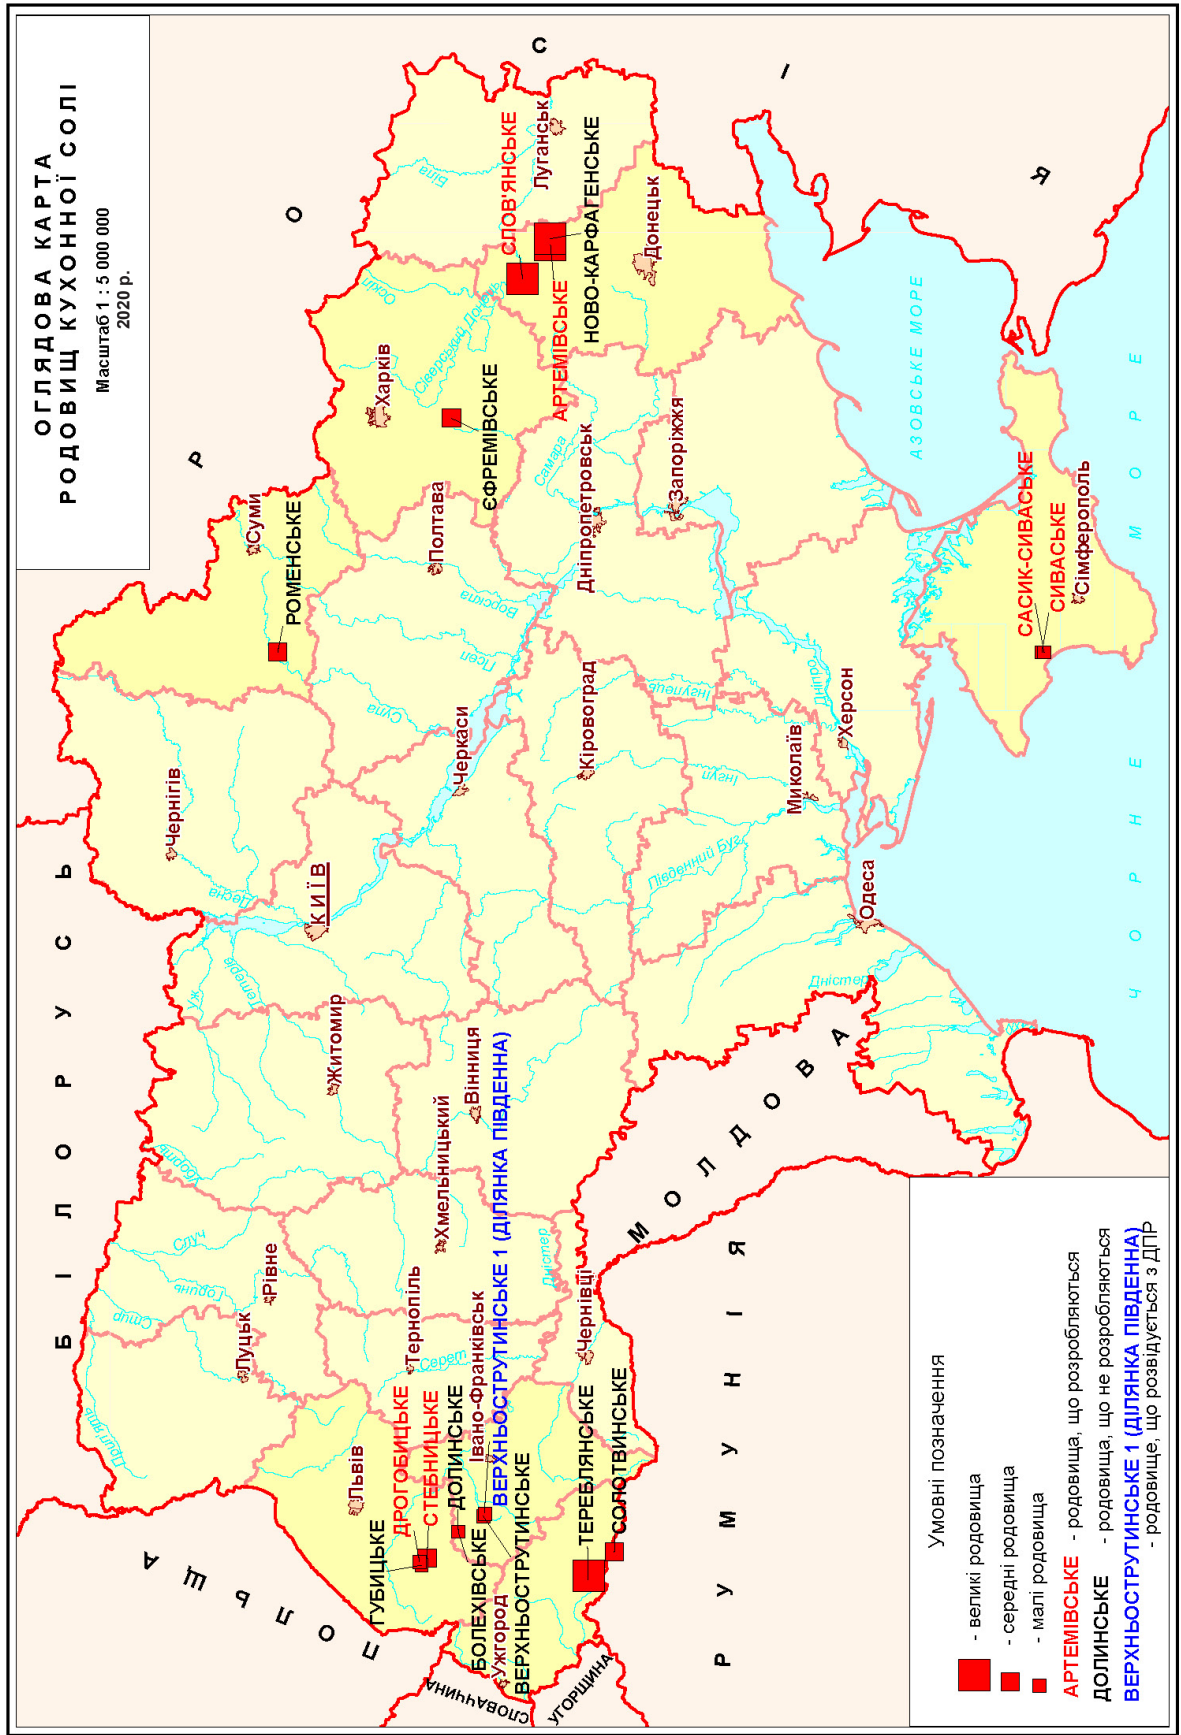 ОГЛЯДОВА КАРТА
РОДОВИЩ КУХОННОЇ СОЛІ
Масштаб 1 : 5 000 000
2020 р.
БІЛОРУСЬ
РОСІЯ
ПОЛЬЩА
СЛОВАЧЧИНА
УГОРЩИНА
РУМУНІЯ
МОЛДОВА
АЗОВСЬКЕ МОРЕ
ЧОРНЕ МОРЕ
Прип'ять
Стир
Горинь
Случ
Уборть
Уж
Тетерів
Десна
Сула
Псел
Ворскла
Оскіл
Сіверський Донець
Біла
Самара
Інгулець
Інгул
Південний Буг
Дніпро
Дністер
Дністер
Серет
Луцьк
Рівне
Житомир
КИЇВ
Чернігів
Суми
РОМЕНСЬКЕ
Львів
Тернопіль
Хмельницький
Вінниця
Черкаси
Полтава
Харків
ЄФРЕМІВСЬКЕ
СЛОВ'ЯНСЬКЕ
Луганськ
АРТЕМІВСЬКЕ
НОВО-КАРФАГЕНСЬКЕ
Донецьк
ГУБИЦЬКЕ
ДРОГОБИЦЬКЕ
СТЕБНИЦЬКЕ
ДОЛИНСЬКЕ
БОЛЕХІВСЬКЕ
Івано-Франківськ
ВЕРХНЬОСТРУТИНСЬКЕ 1 (ДІЛЯНКА ПІВДЕННА)
Ужгород
ВЕРХНЬОСТРУТИНСЬКЕ
ТЕРЕБЛЯНСЬКЕ
СОЛОТВИНСЬКЕ
Чернівці
Кіровоград
Дніпропетровськ
Запоріжжя
Миколаїв
Херсон
Одеса
САСИК-СИВАСЬКЕ
СИВАСЬКЕ
Сімферополь
Умовні позначення
- великі родовища
- середні родовища
- малі родовища
АРТЕМІВСЬКЕ - родовища, що розробляються
ДОЛИНСЬКЕ - родовища, що не розробляються
ВЕРХНЬОСТРУТИНСЬКЕ 1 (ДІЛЯНКА ПІВДЕННА)
- родовище, що розвідується з ДПР